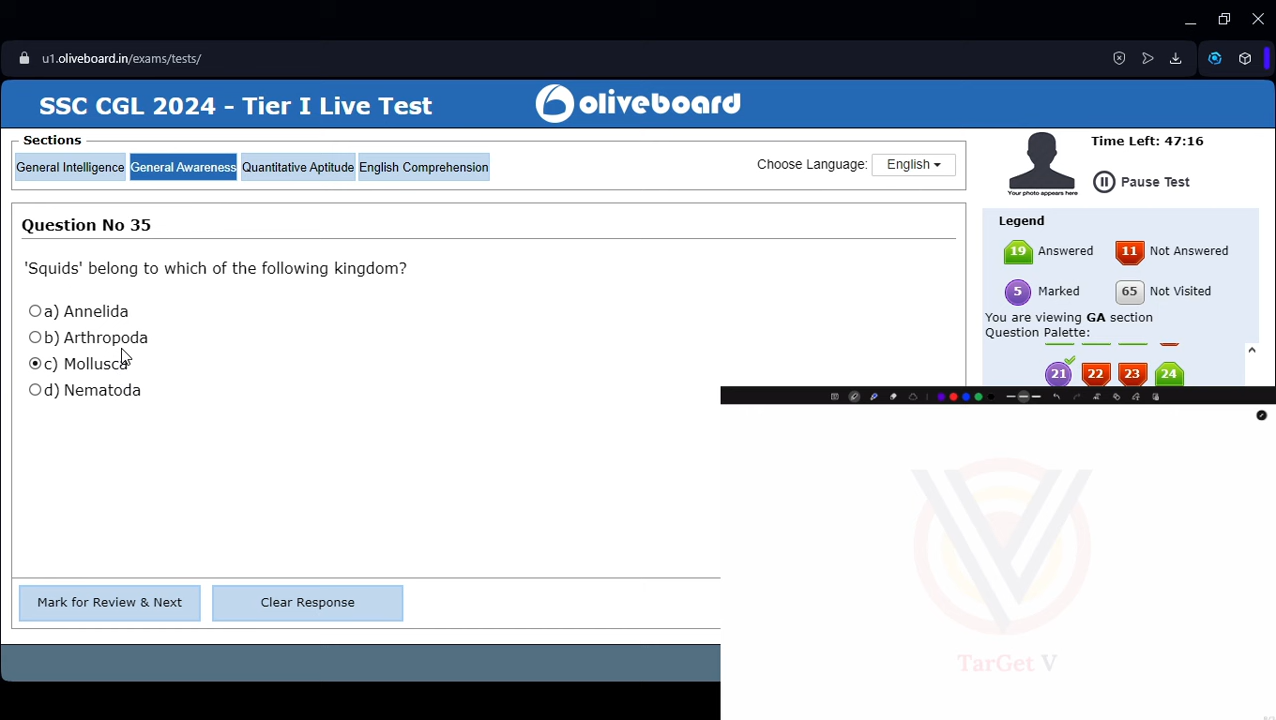 u1.oliveboard.in/exams/tests/
SSC CGL 2024 - Tier I Live Test
oliveboard
Sections
General Intelligence
General Awareness
Quantitative Aptitude
English Comprehension
Choose Language:
English
Time Left: 47:16
Your photo appears here
Pause Test
Question No 35
'Squids' belong to which of the following kingdom?
a) Annelida
b) Arthropoda
c) Mollusca
d) Nematoda
Legend
19 Answered
11 Not Answered
5 Marked
65 Not Visited
You are viewing GA section
Question Palette:
21 22 23 24
Mark for Review & Next
Clear Response
TarGet V